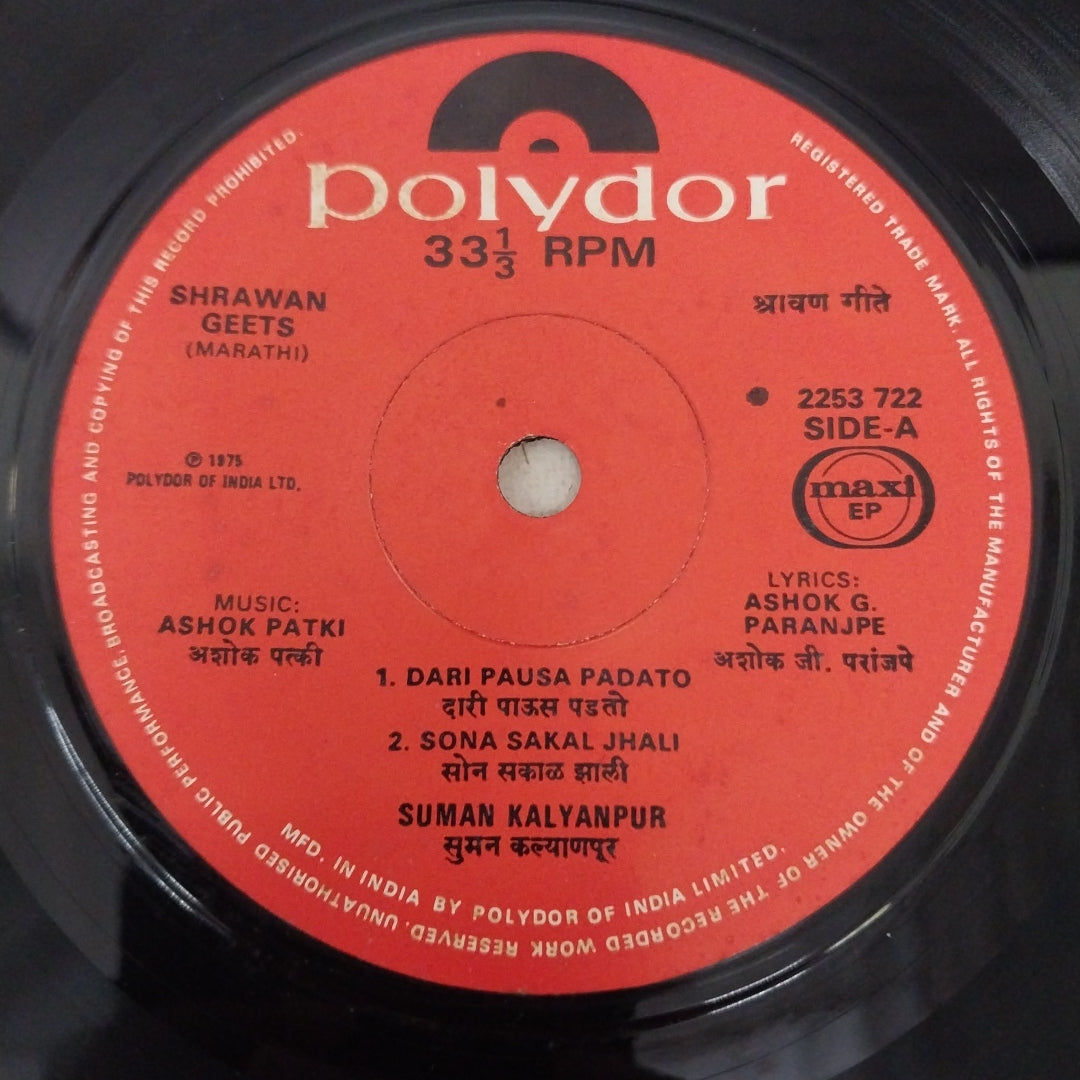 polydor
33 1/3 RPM
SHRAWAN
GEETS
(MARATHI)
श्रावण गीते
2253 722
SIDE-A
maxi
EP
℗ 1975
POLYDOR OF INDIA LTD.
MUSIC:
ASHOK PATKI
अशोक पत्की
LYRICS:
ASHOK G.
PARANJPE
अशोक जी. परांजपे
1. DARI PAUSA PADATO
दारी पाऊस पडतो
2. SONA SAKAL JHALI
सोन सकाळ झाली
SUMAN KALYANPUR
सुमन कल्याणपूर
MFD. IN INDIA BY POLYDOR OF INDIA LIMITED.
REGISTERED TRADE MARK. ALL RIGHTS OF THE MANUFACTURER AND OF THE OWNER OF THE RECORDED WORK RESERVED. UNAUTHORISED PUBLIC PERFORMANCE, BROADCASTING AND COPYING OF THIS RECORD PROHIBITED.